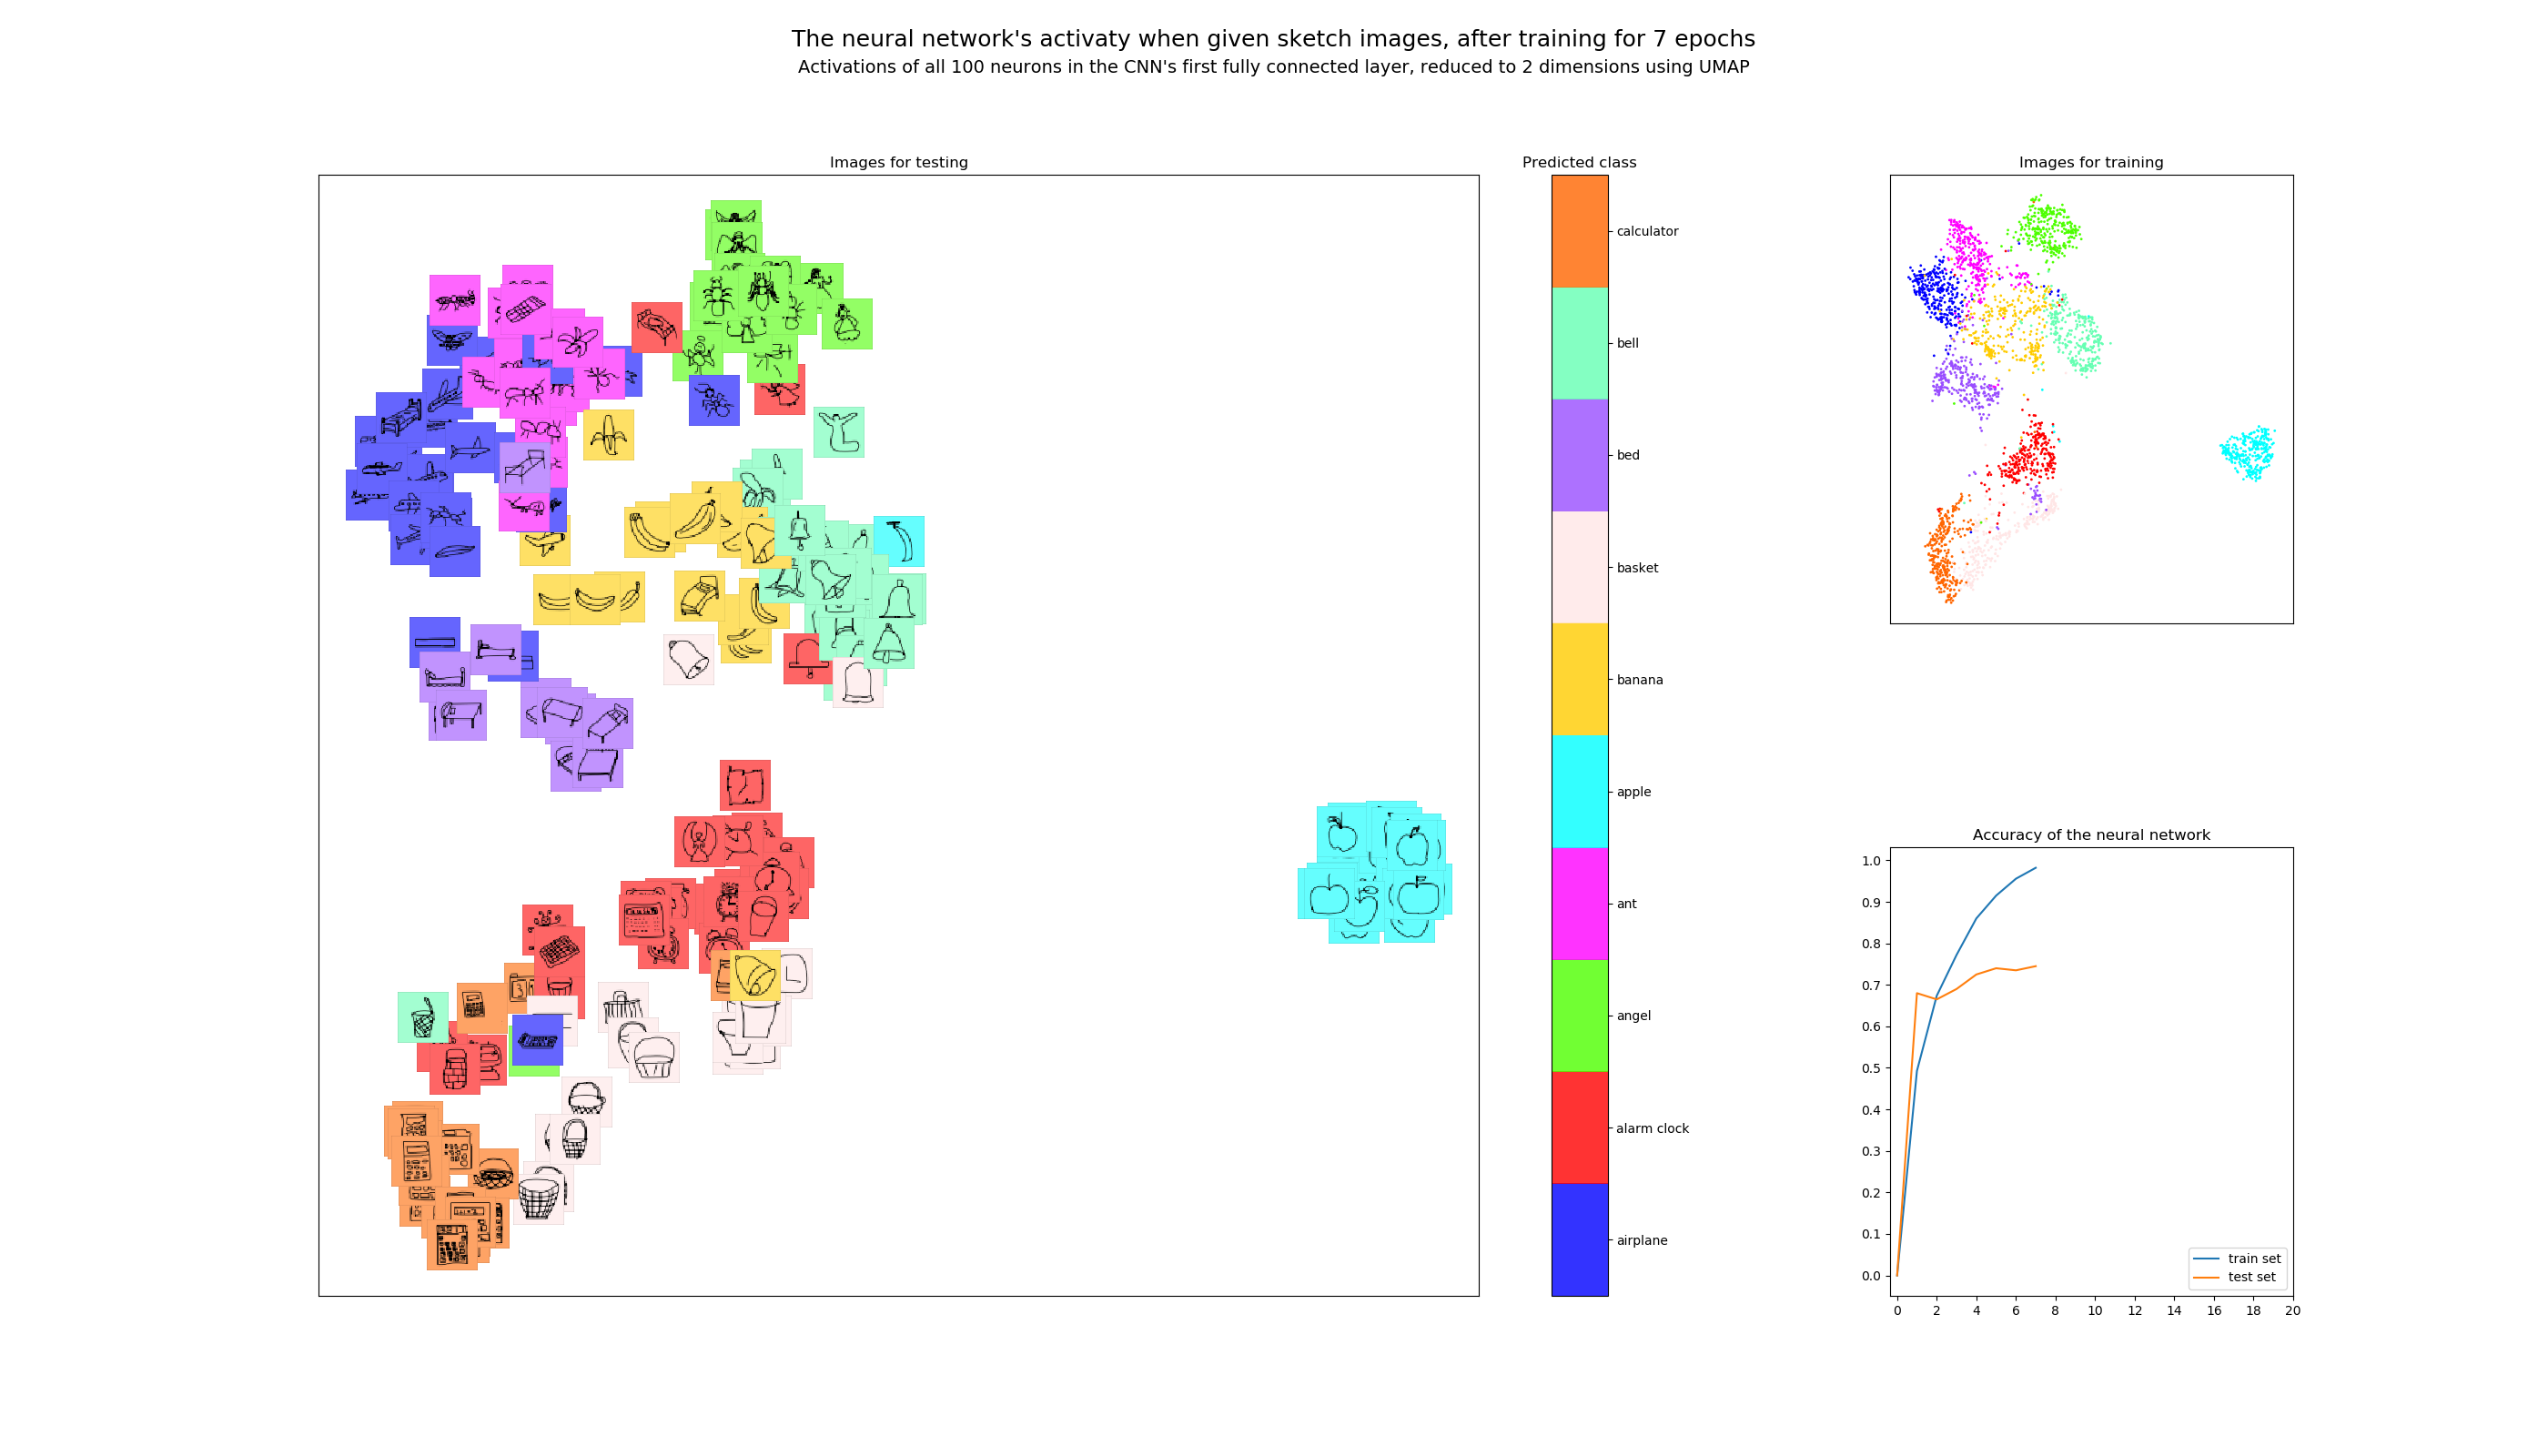 The neural network's activaty when given sketch images, after training for 7 epochs
Activations of all 100 neurons in the CNN's first fully connected layer, reduced to 2 dimensions using UMAP
Images for testing
Predicted class
calculator
bell
bed
basket
banana
apple
ant
angel
alarm clock
airplane
Images for training
Accuracy of the neural network
1.0
0.9
0.8
0.7
0.6
0.5
0.4
0.3
0.2
0.1
0.0
train set
test set
0 2 4 6 8 10 12 14 16 18 20